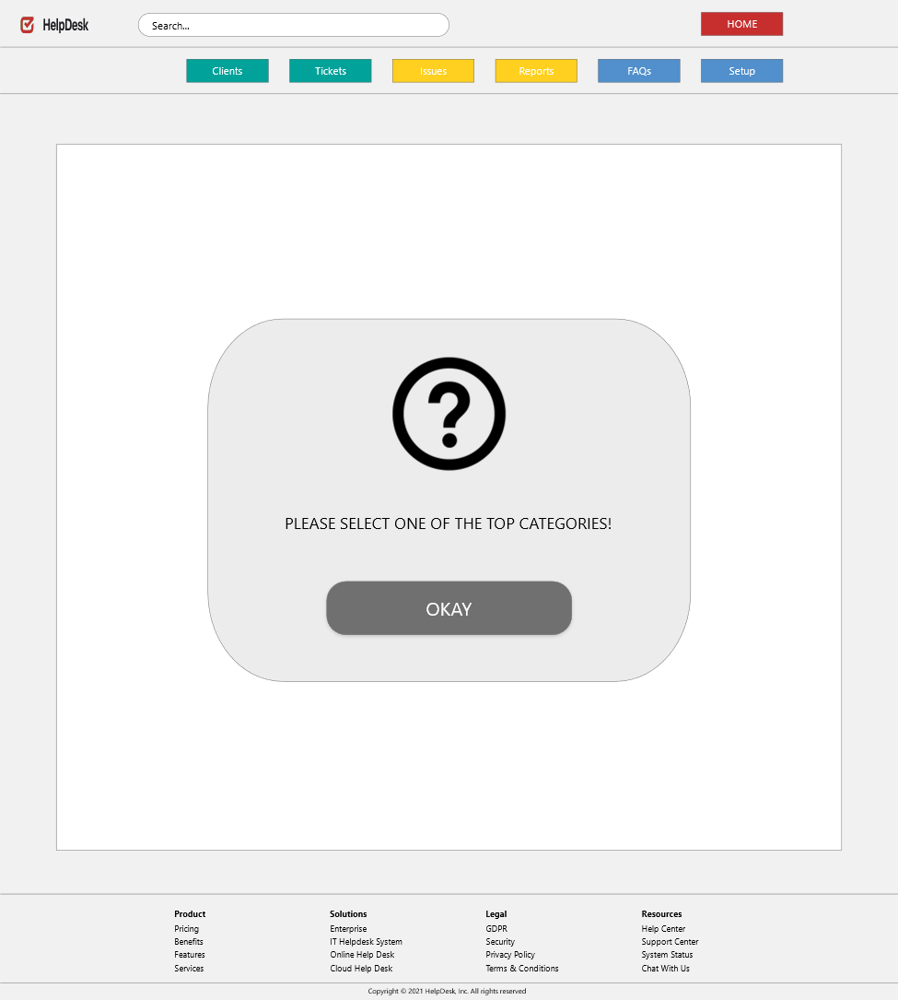 HelpDesk
Search...
HOME
Clients
Tickets
Issues
Reports
FAQs
Setup
?
PLEASE SELECT ONE OF THE TOP CATEGORIES!
OKAY
Product
Pricing
Benefits
Features
Services
Solutions
Enterprise
IT Helpdesk System
Online Help Desk
Cloud Help Desk
Legal
GDPR
Security
Privacy Policy
Terms & Conditions
Resources
Help Center
Support Center
System Status
Chat With Us
Copyright © 2021 HelpDesk, Inc. All rights reserved